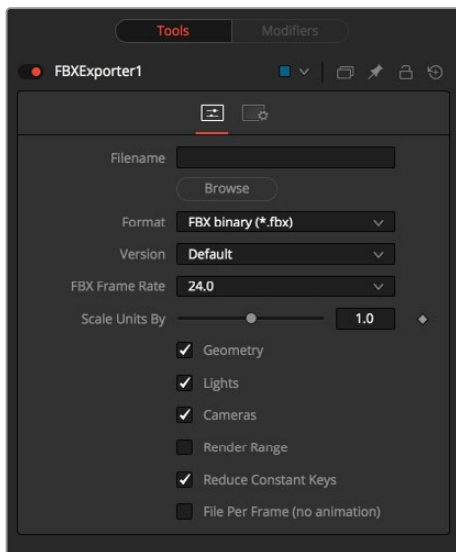 Tools Modifiers
FBXExporter1
Filename
Browse
Format FBX binary (*.fbx)
Version Default
FBX Frame Rate 24.0
Scale Units By 1.0
Geometry
Lights
Cameras
Render Range
Reduce Constant Keys
File Per Frame (no animation)